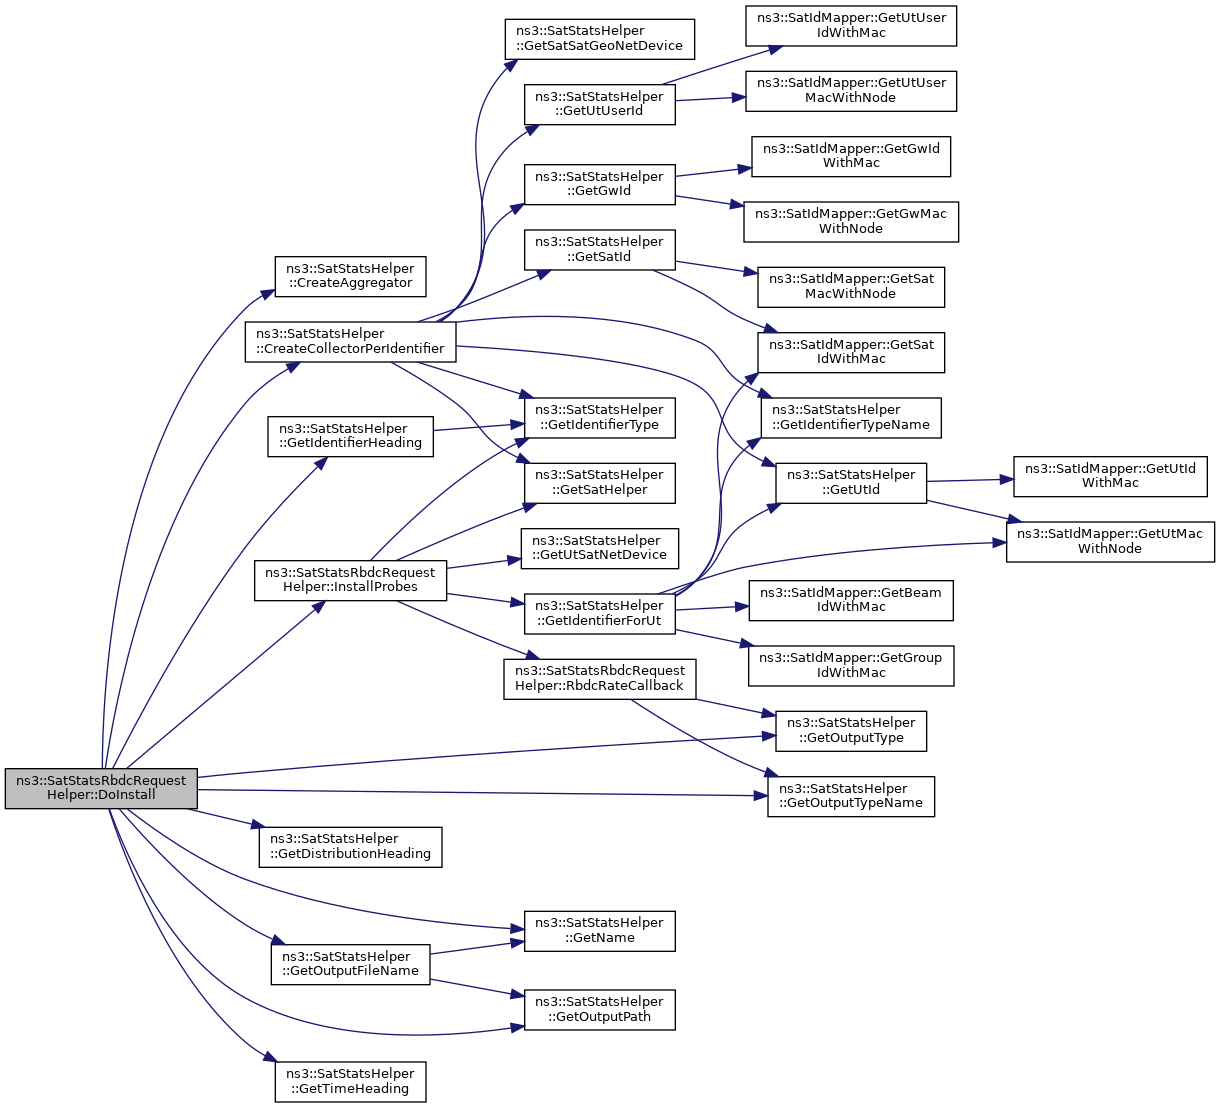 ns3::SatStatsHelper
::GetSatSatGeoNetDevice
ns3::SatIdMapper::GetUtUser
IdWithMac
ns3::SatStatsHelper
::GetUtUserId
ns3::SatIdMapper::GetUtUser
MacWithNode
ns3::SatStatsHelper
::GetGwId
ns3::SatIdMapper::GetGwId
WithMac
ns3::SatIdMapper::GetGwMac
WithNode
ns3::SatStatsHelper
::GetSatId
ns3::SatIdMapper::GetSat
MacWithNode
ns3::SatStatsHelper
::CreateAggregator
ns3::SatStatsHelper
::CreateCollectorPerIdentifier
ns3::SatIdMapper::GetSat
IdWithMac
ns3::SatStatsHelper
::GetIdentifierHeading
ns3::SatStatsHelper
::GetIdentifierType
ns3::SatStatsHelper
::GetIdentifierTypeName
ns3::SatStatsHelper
::GetSatHelper
ns3::SatStatsHelper
::GetUtId
ns3::SatIdMapper::GetUtId
WithMac
ns3::SatIdMapper::GetUtMac
WithNode
ns3::SatStatsHelper
::GetUtSatNetDevice
ns3::SatStatsRbdcRequest
Helper::InstallProbes
ns3::SatStatsHelper
::GetIdentifierForUt
ns3::SatIdMapper::GetBeam
IdWithMac
ns3::SatIdMapper::GetGroup
IdWithMac
ns3::SatStatsRbdcRequest
Helper::RbdcRateCallback
ns3::SatStatsHelper
::GetOutputType
ns3::SatStatsRbdcRequest
Helper::DoInstall
ns3::SatStatsHelper
::GetOutputTypeName
ns3::SatStatsHelper
::GetDistributionHeading
ns3::SatStatsHelper
::GetName
ns3::SatStatsHelper
::GetOutputFileName
ns3::SatStatsHelper
::GetOutputPath
ns3::SatStatsHelper
::GetTimeHeading